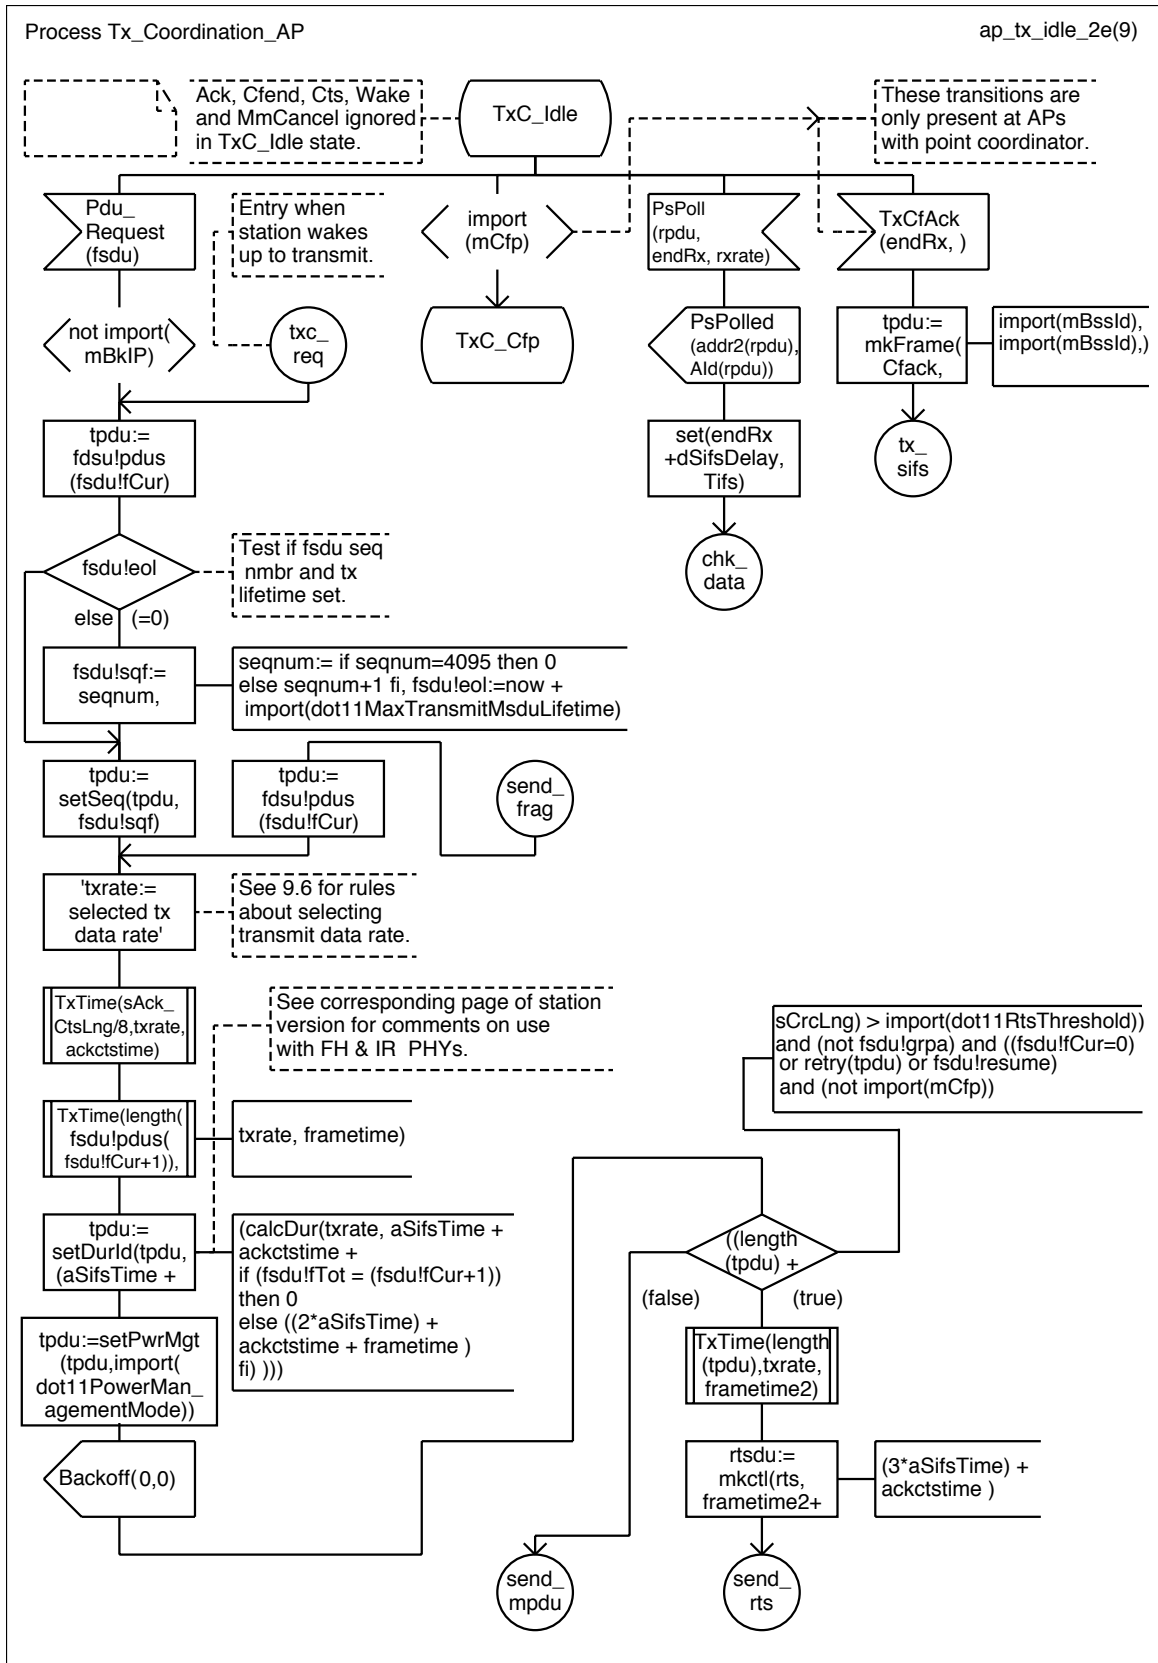 Process Tx_Coordination_AP
ap_tx_idle_2e(9)
Ack, Cfend, Cts, Wake
and MmCancel ignored
in TxC_Idle state.
TxC_Idle
These transitions are
only present at APs
with point coordinator.
Pdu_
Request
(fsdu)
Entry when
station wakes
up to transmit.
import
(mCfp)
PsPoll
(rpdu,
endRx, rxrate)
TxCfAck
(endRx, )
not import(
mBkIP)
txc_
req
TxC_Cfp
PsPolled
(addr2(rpdu),
AId(rpdu))
tpdu:=
mkFrame(
Cfack,
import(mBssId),
import(mBssId),)
tpdu:=
fdsu!pdus
(fsdu!fCur)
set(endRx
+dSifsDelay,
Tifs)
tx_
sifs
fsdu!eol
Test if fsdu seq
nmbr and tx
lifetime set.
chk_
data
else (=0)
fsdu!sqf:=
seqnum,
seqnum:= if seqnum=4095 then 0
else seqnum+1 fi, fsdu!eol:=now +
import(dot11MaxTransmitMsduLifetime)
tpdu:=
setSeq(tpdu,
fsdu!sqf)
tpdu:=
fdsu!pdus
(fsdu!fCur)
send_
frag
'txrate:=
selected tx
data rate'
See 9.6 for rules
about selecting
transmit data rate.
TxTime(sAck_
CtsLng/8,txrate,
ackctstime)
See corresponding page of station
version for comments on use
with FH & IR PHYs.
sCrcLng) > import(dot11RtsThreshold))
and (not fsdu!grpa) and ((fsdu!fCur=0)
or retry(tpdu) or fsdu!resume)
and (not import(mCfp))
TxTime(length(
fsdu!pdus(
fsdu!fCur+1)),
txrate, frametime)
tpdu:=
setDurId(tpdu,
(aSifsTime +
(calcDur(txrate, aSifsTime +
ackctstime +
if (fsdu!fTot = (fsdu!fCur+1))
then 0
else ((2*aSifsTime) +
ackctstime + frametime )
fi) )))
((length
(tpdu) +
(false)
(true)
tpdu:=setPwrMgt
(tpdu,import(
dot11PowerMan_
agementMode))
TxTime(length
(tpdu),txrate,
frametime2)
Backoff(0,0)
rtsdu:=
mkctl(rts,
frametime2+
(3*aSifsTime) +
ackctstime )
send_
mpdu
send_
rts